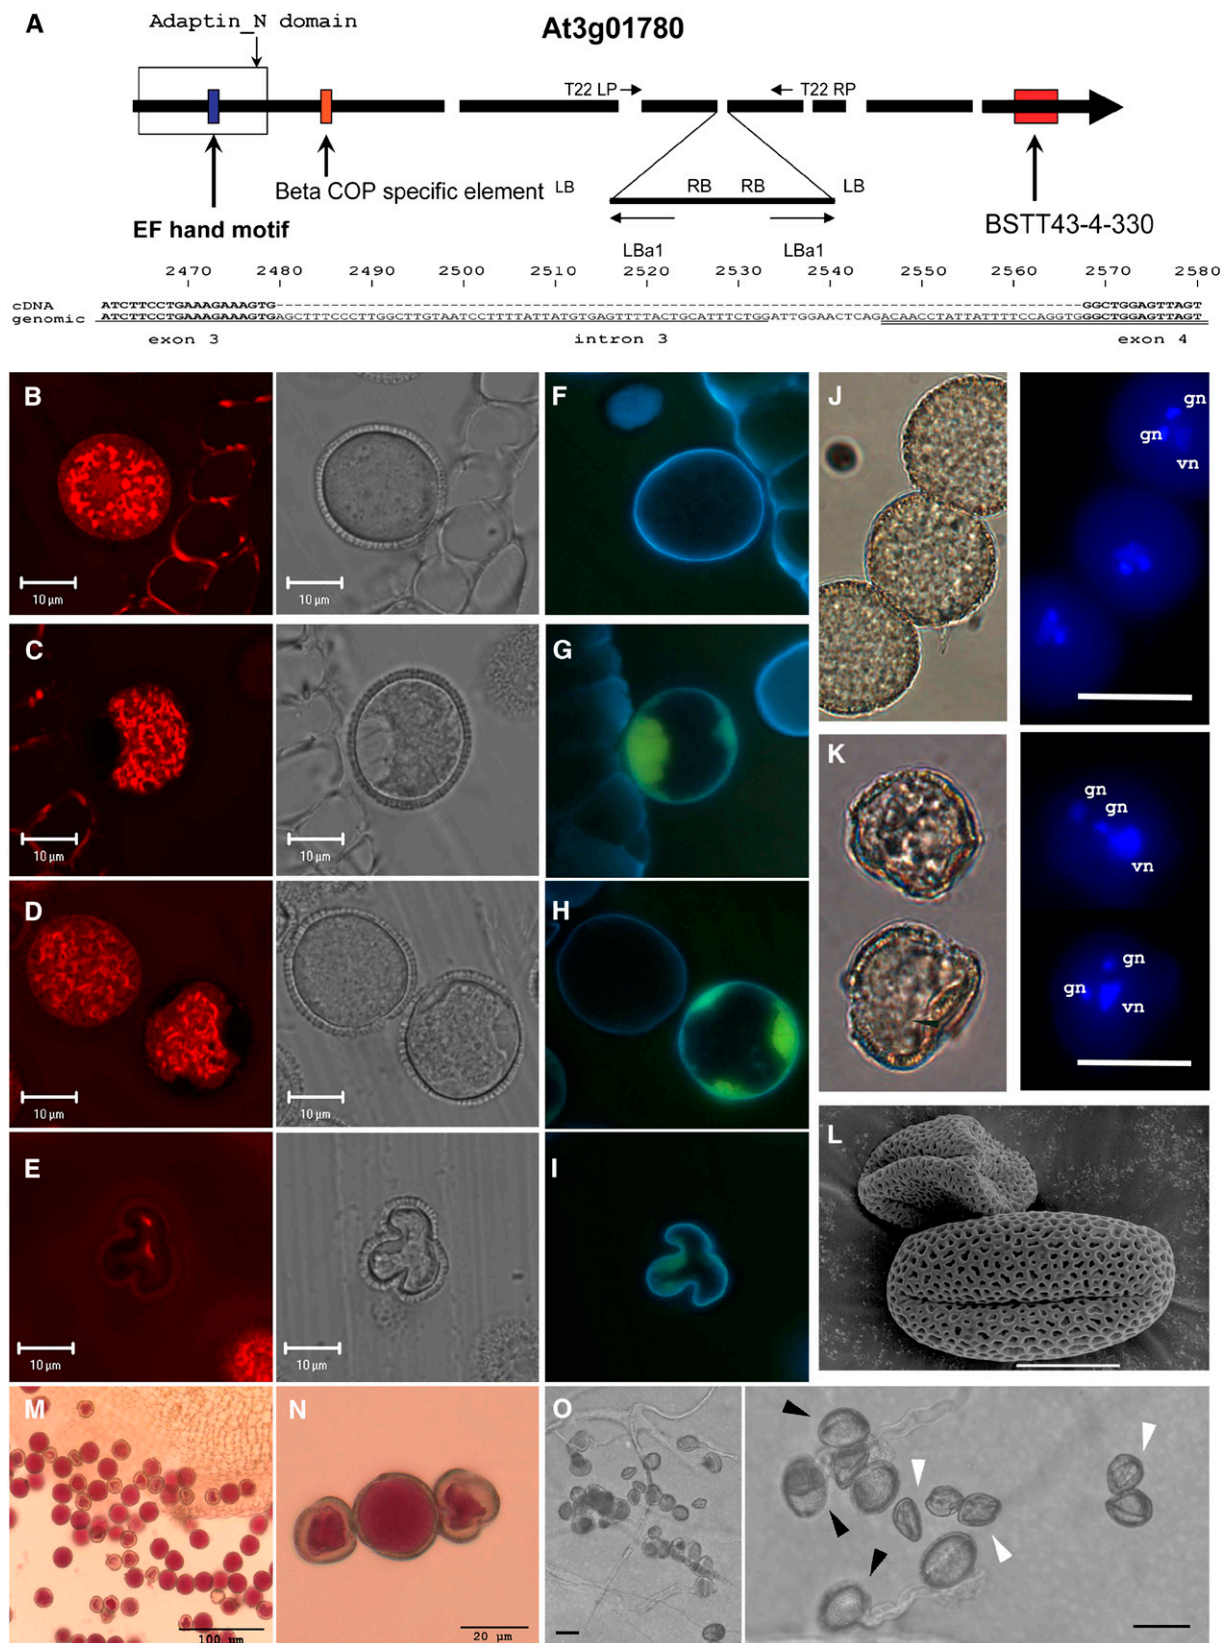 A
Adaptin_N domain
At3g01780
T22 LP
T22 RP
Beta COP specific element
LB
RB
RB
LB
EF hand motif
LBa1
LBa1
BSTT43-4-330
2470 2480 2490 2500 2510 2520 2530 2540 2550 2560 2570 2580
cDNA ATCTTCCTGAAAGAAAGTG----------------------------------------------------------------------------------------GGCTGGAGTTAGT
genomic ATCTTCCTGAAAGAAAGTGAGCTTTCCCTTGGCTTGTAATCCTTTTATTATGTGAGTTTTACTGCATTTCTGGATTGGAACTCAGACAACCTATTATTTTCCAGGTGGGCTGGAGTTAGT
exon 3 intron 3 exon 4
B
10 µm
10 µm
F
J
gn
gn
vn
C
10 µm
10 µm
G
K
gn
gn
vn
gn
gn
vn
D
10 µm
10 µm
H
L
E
10 µm
10 µm
I
M
100 µm
N
20 µm
O